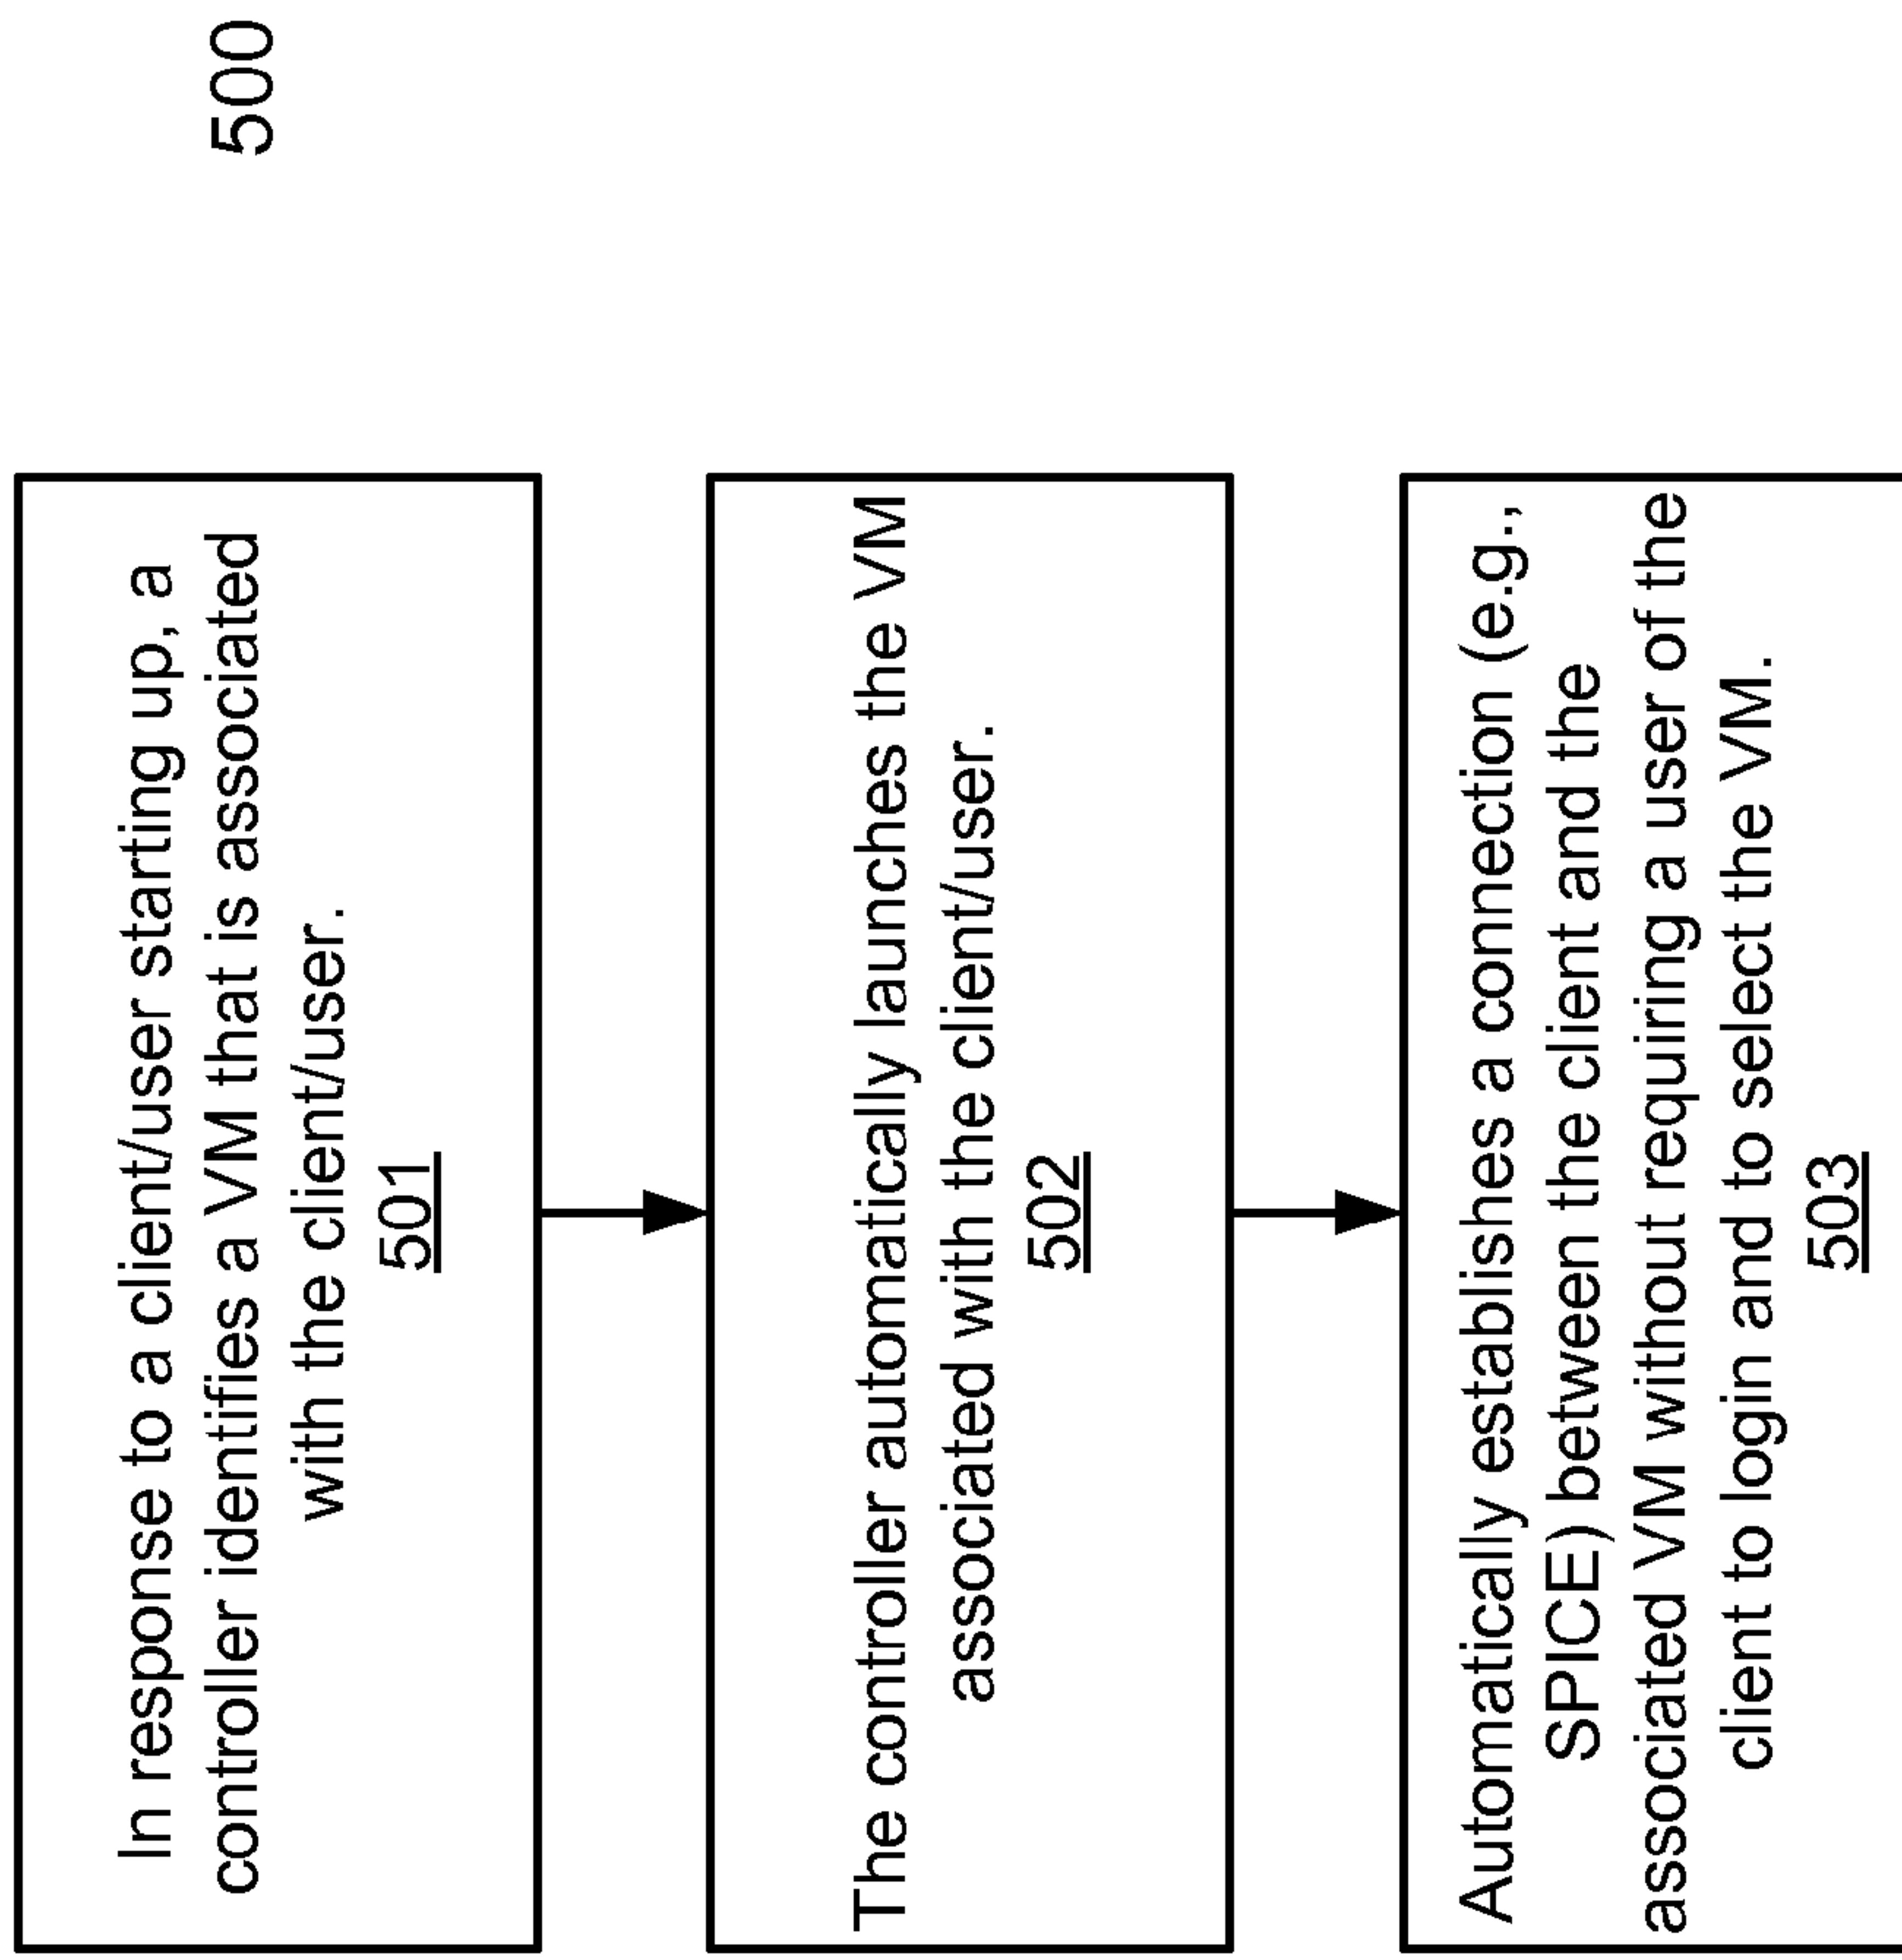 500
In response to a client/user starting up, a
controller identifies a VM that is associated
with the client/user.
501
The controller automatically launches the VM
associated with the client/user.
502
Automatically establishes a connection (e.g.,
SPICE) between the client and the
associated VM without requiring a user of the
client to login and to select the VM.
503